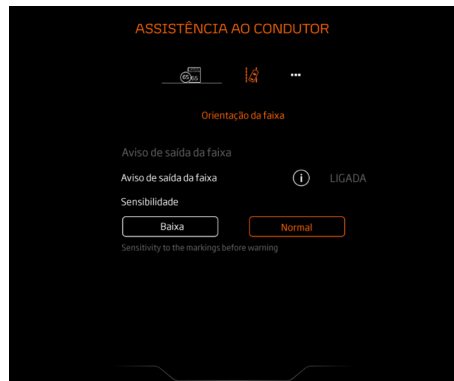 ASSISTÊNCIA AO CONDUTOR
Orientação da faixa
Aviso de saída da faixa
Aviso de saída da faixa LIGADA
Sensibilidade
Baixa Normal
Sensitivity to the markings before warning